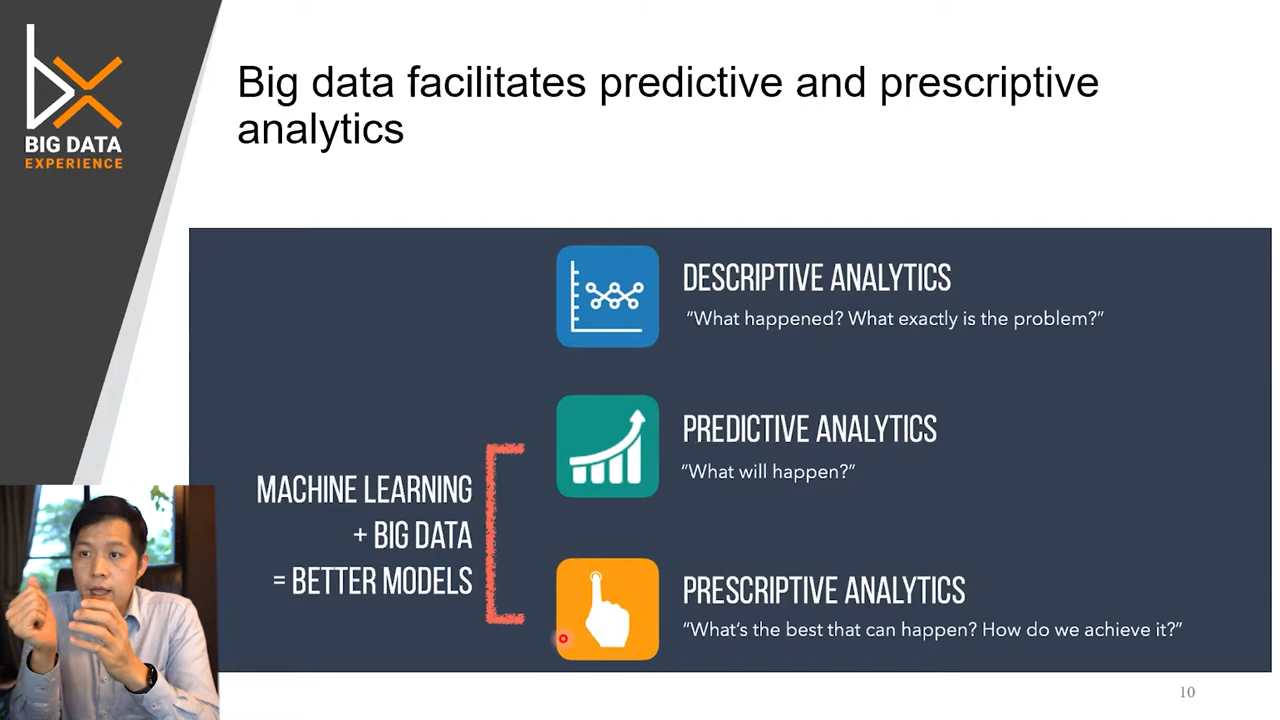 BIG DATA
EXPERIENCE
Big data facilitates predictive and prescriptive
analytics
DESCRIPTIVE ANALYTICS
"What happened? What exactly is the problem?"
PREDICTIVE ANALYTICS
"What will happen?"
MACHINE LEARNING
+ BIG DATA
= BETTER MODELS
PRESCRIPTIVE ANALYTICS
"What's the best that can happen? How do we achieve it?"
10